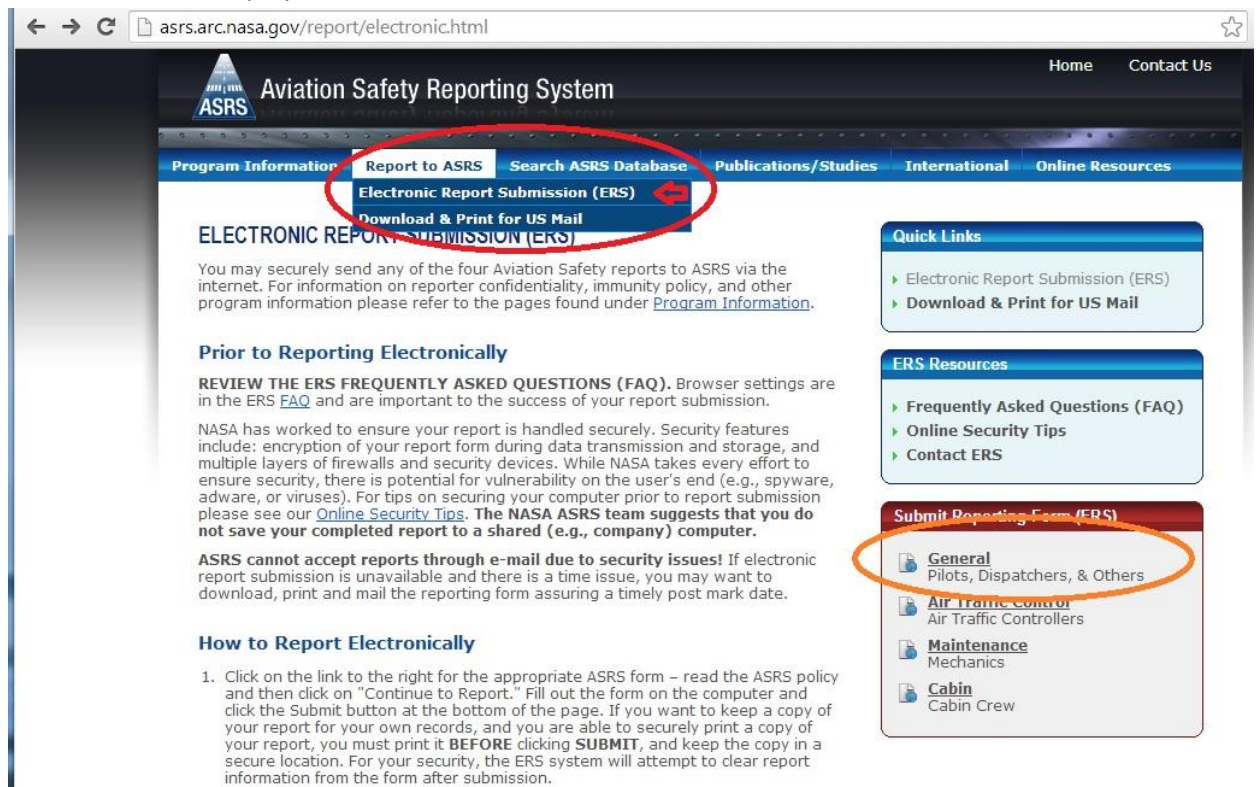 asrs.arc.nasa.gov/report/electronic.html
Home Contact Us
ASRS
Aviation Safety Reporting System
Program Information Report to ASRS Search ASRS Database Publications/Studies International Online Resources
Electronic Report Submission (ERS)
Download & Print for US Mail
ELECTRONIC REPORT SUBMISSION (ERS)
You may securely send any of the four Aviation Safety reports to ASRS via the
internet. For information on reporter confidentiality, immunity policy, and other
program information please refer to the pages found under Program Information.
Prior to Reporting Electronically
REVIEW THE ERS FREQUENTLY ASKED QUESTIONS (FAQ). Browser settings are
in the ERS FAQ and are important to the success of your report submission.
NASA has worked to ensure your report is handled securely. Security features
include: encryption of your report form during data transmission and storage, and
multiple layers of firewalls and security devices. While NASA takes every effort to
ensure security, there is potential for vulnerability on the user's end (e.g., spyware,
adware, or viruses). For tips on securing your computer prior to report submission
please see our Online Security Tips. The NASA ASRS team suggests that you do
not save your completed report to a shared (e.g., company) computer.
ASRS cannot accept reports through e-mail due to security issues! If electronic
report submission is unavailable and there is a time issue, you may want to
download, print and mail the reporting form assuring a timely post mark date.
How to Report Electronically
1. Click on the link to the right for the appropriate ASRS form – read the ASRS policy
and then click on "Continue to Report." Fill out the form on the computer and
click the Submit button at the bottom of the page. If you want to keep a copy of
your report for your own records, and you are able to securely print a copy of
your report, you must print it BEFORE clicking SUBMIT, and keep the copy in a
secure location. For your security, the ERS system will attempt to clear report
information from the form after submission.
Quick Links
Electronic Report Submission (ERS)
Download & Print for US Mail
ERS Resources
Frequently Asked Questions (FAQ)
Online Security Tips
Contact ERS
Submit Reporting Form (ERS)
General
Pilots, Dispatchers, & Others
Air Traffic Control
Air Traffic Controllers
Maintenance
Mechanics
Cabin
Cabin Crew